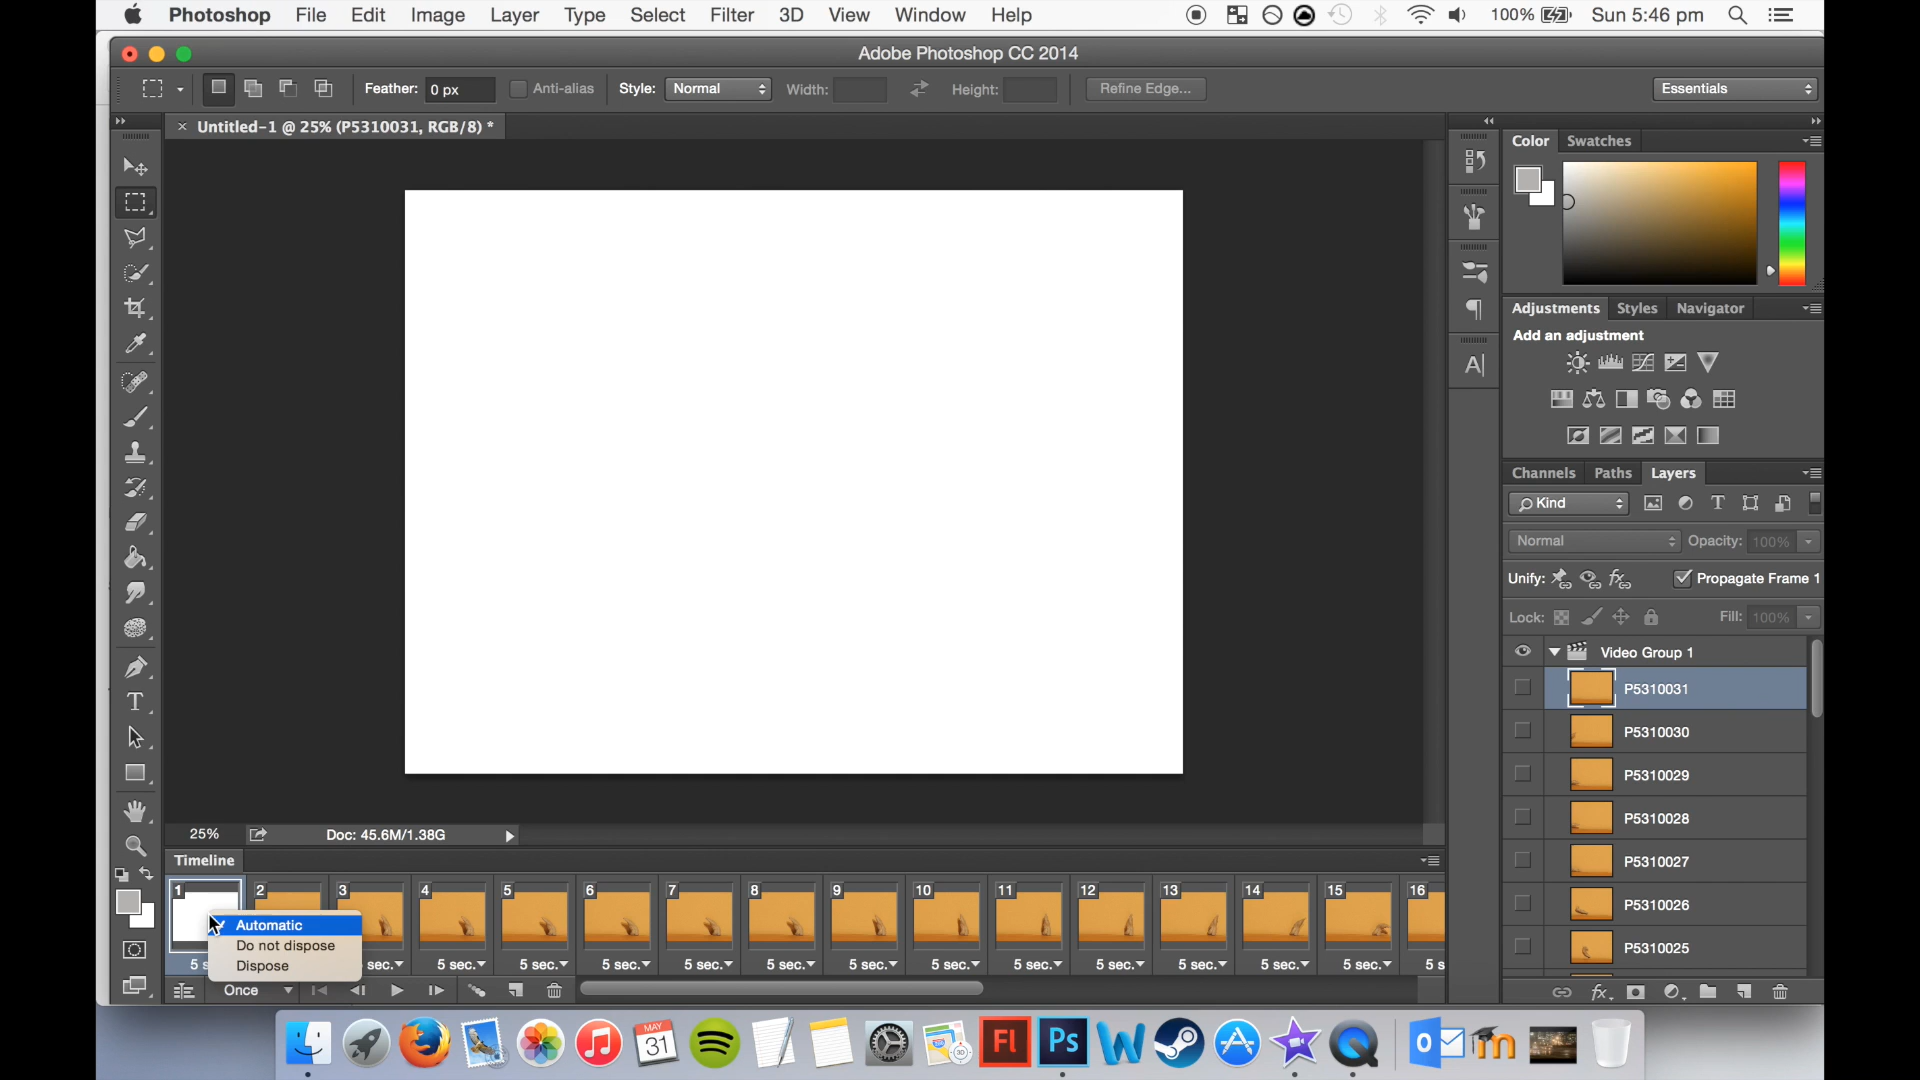 Photoshop File Edit Image Layer Type Select Filter 3D View Window Help 100% Sun 5:46 pm
Adobe Photoshop CC 2014
Feather: 0 px Anti-alias Style: Normal Width: Height: Refine Edge... Essentials
Untitled-1 @ 25% (P5310031, RGB/8) *
Color Swatches
Adjustments Styles Navigator
Add an adjustment
Channels Paths Layers
Kind
Normal Opacity: 100%
Unify: Propagate Frame 1
Lock: Fill: 100%
Video Group 1
P5310031
P5310030
P5310029
P5310028
P5310027
P5310026
P5310025
25% Doc: 45.6M/1.38G
Timeline
1 2 3 4 5 6 7 8 9 10 11 12 13 14 15 16
Automatic
Do not dispose
Dispose
5 s sec. 5 sec. 5 sec. 5 sec. 5 sec. 5 sec. 5 sec. 5 sec. 5 sec. 5 sec. 5 sec. 5 sec. 5 sec. 5 s
Once
MAY
31
3D
Fl
Ps
W